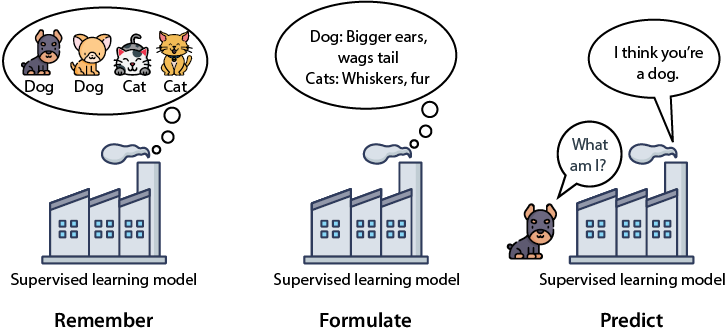 Dog Dog Cat Cat
Supervised learning model
Remember
Dog: Bigger ears,
wags tail
Cats: Whiskers, fur
Supervised learning model
Formulate
What
am I?
I think you're
a dog.
Supervised learning model
Predict